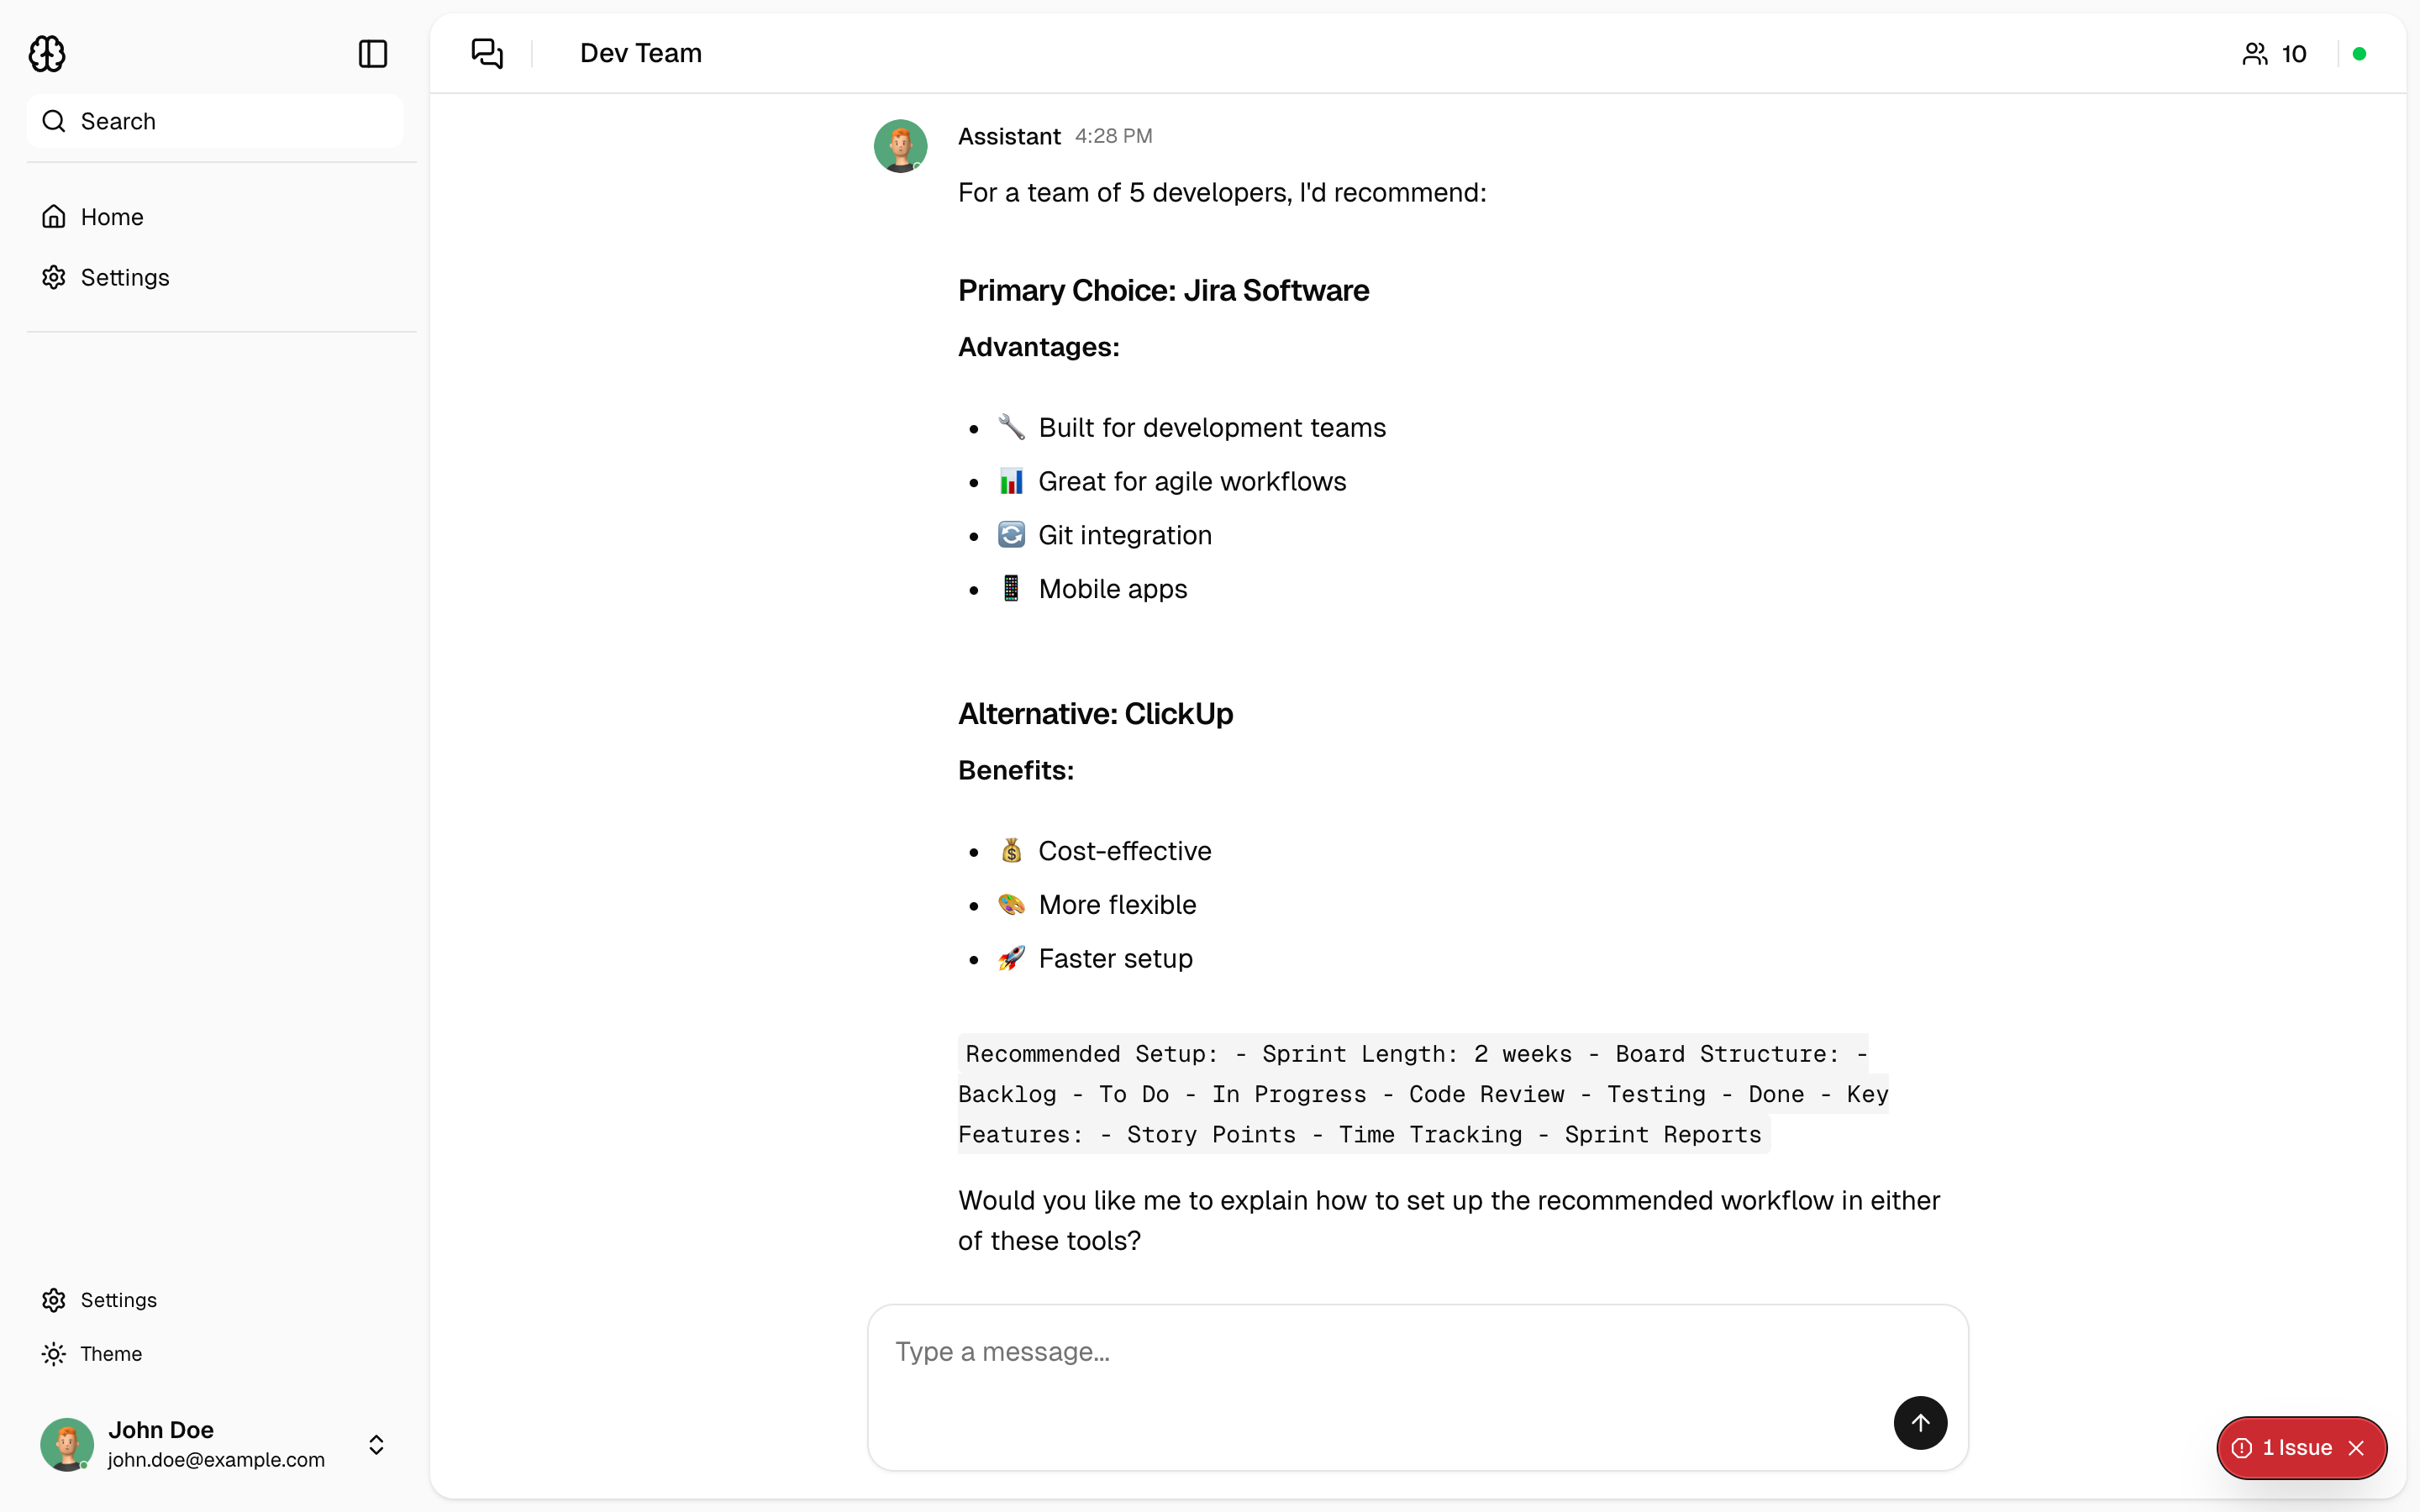 Search
Home
Settings
Settings
Theme
John Doe
john.doe@example.com
Dev Team
10
Assistant 4:28 PM
For a team of 5 developers, I'd recommend:
Primary Choice: Jira Software
Advantages:
• 🔧 Built for development teams
• 📊 Great for agile workflows
• 🔄 Git integration
• 📱 Mobile apps
Alternative: ClickUp
Benefits:
• 💰 Cost-effective
• 🎨 More flexible
• 🚀 Faster setup
Recommended Setup: - Sprint Length: 2 weeks - Board Structure: -
Backlog - To Do - In Progress - Code Review - Testing - Done - Key
Features: - Story Points - Time Tracking - Sprint Reports
Would you like me to explain how to set up the recommended workflow in either
of these tools?
Type a message...
1 Issue